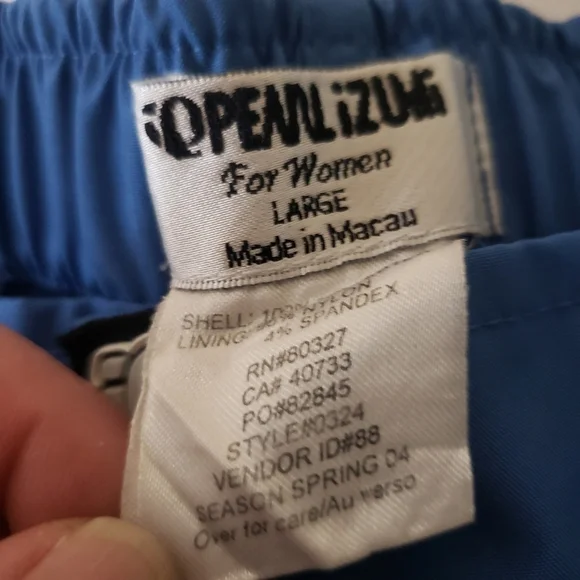 PEARL iZUMi
For Women
LARGE
Made in Macau
SHELL: 100% NYLON
LINING: 4% SPANDEX
RN#80327
CA# 40733
PO#82845
STYLE#0324
VENDOR ID#88
SEASON SPRING 04
Over for care/Au verso